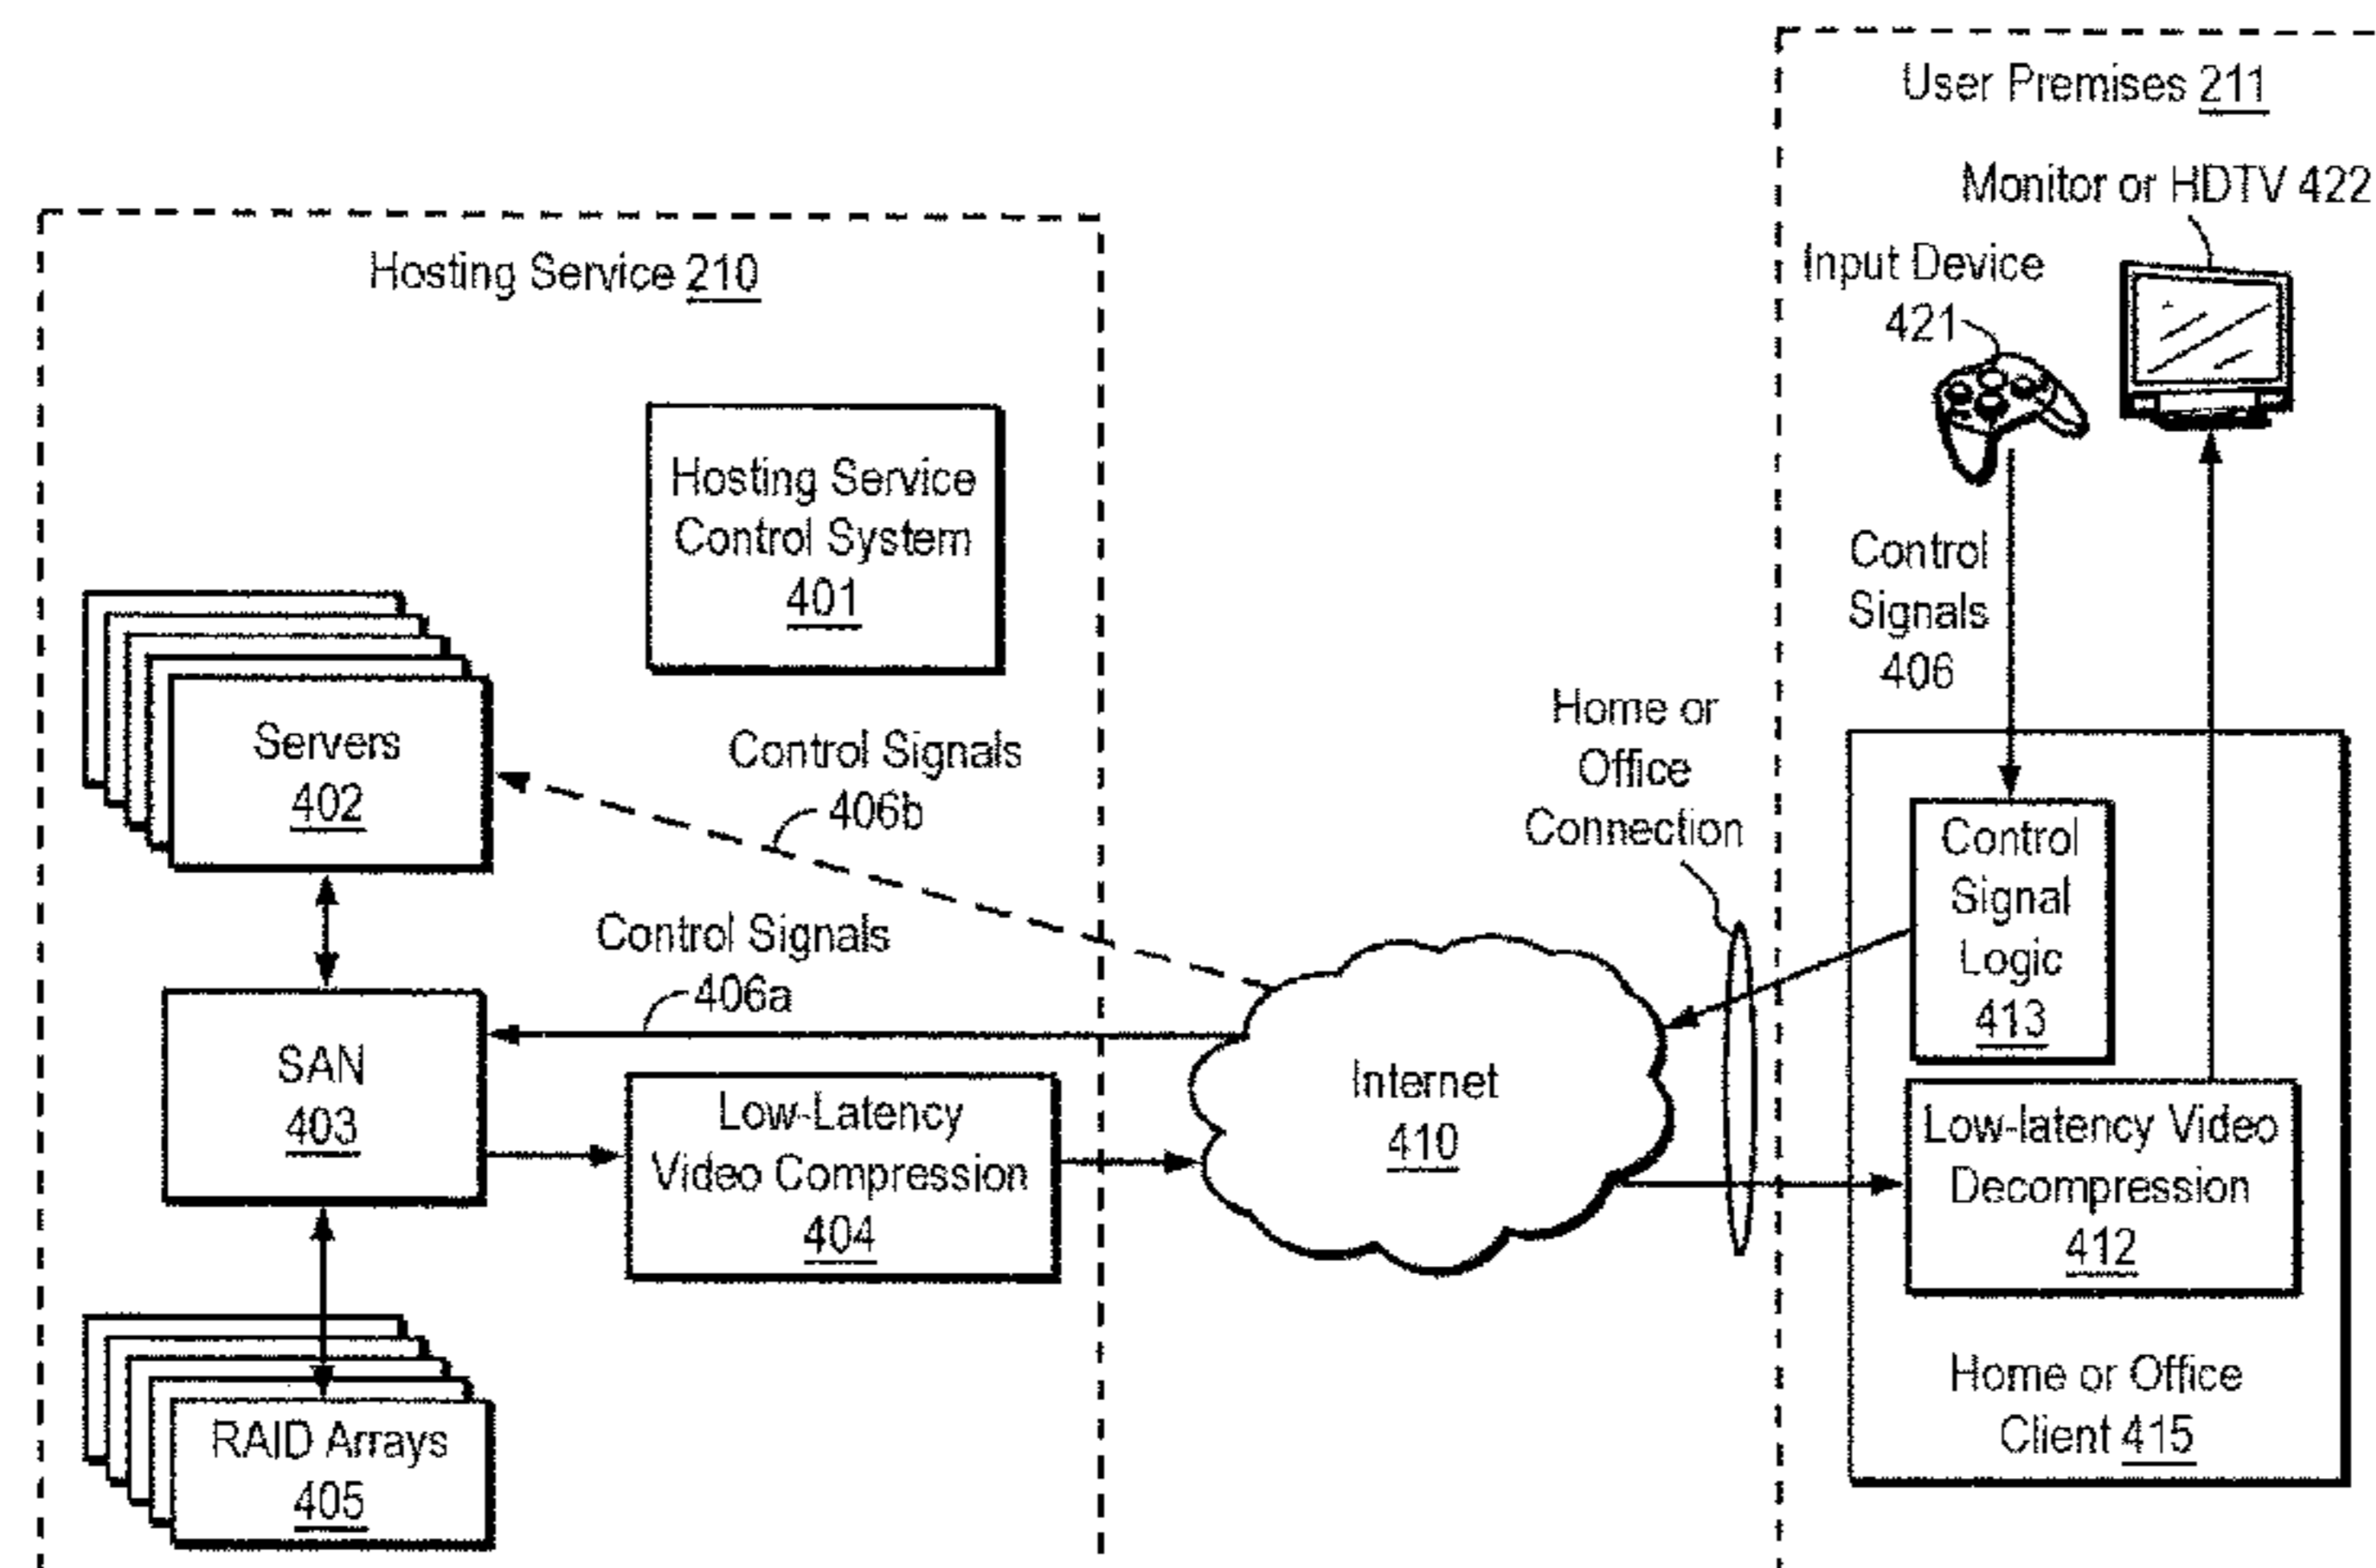 User Premises 211
Monitor or HDTV 422
Input Device
421
Control
Signals
406
Hosting Service 210
Hosting Service
Control System
401
Servers
402
Control Signals
406b
Control Signals
406a
SAN
403
Low-Latency
Video Compression
404
RAID Arrays
405
Internet
410
Home or
Office
Connection
Control
Signal
Logic
413
Low-latency Video
Decompression
412
Home or Office
Client 415